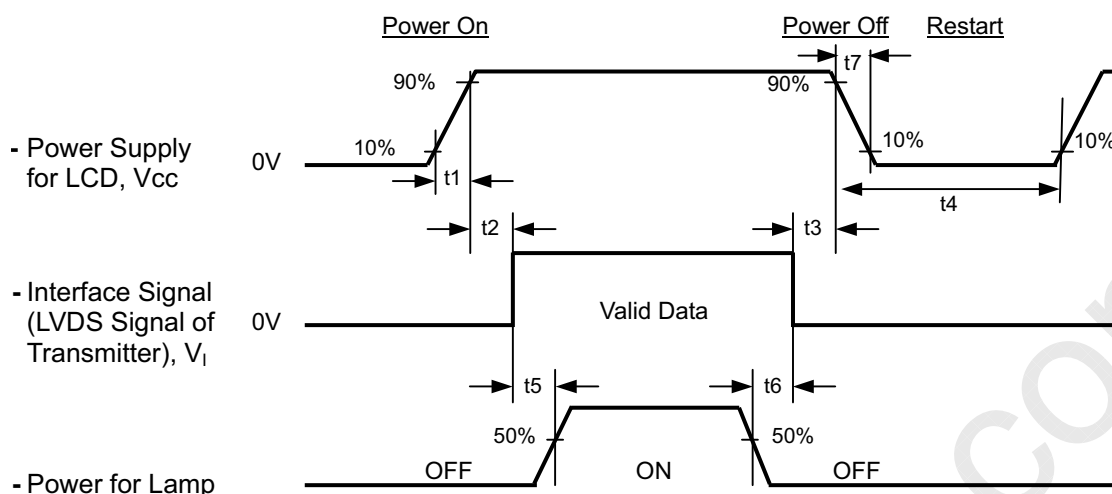 Power On
Power Off
Restart
t7
90%
90%
10%
10%
10%
- Power Supply
for LCD, Vcc
0V
t1
t4
t2
t3
- Interface Signal
(LVDS Signal of
Transmitter), VI
0V
Valid Data
t5
t6
50%
50%
OFF
ON
OFF
- Power for Lamp
com